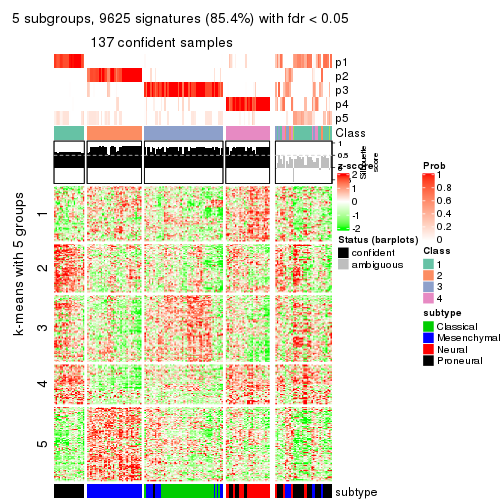 5 subgroups, 9625 signatures (85.4%) with fdr < 0.05
137 confident samples
p1
p2
p3
p4
p5
Class
1
0.5
0
Silhouette
score
k-means with 5 groups
1
2
3
4
5
subtype
z-score
2
1
0
-1
-2
Status (barplots)
confident
ambiguous
Prob
1
0.8
0.6
0.4
0.2
0
Class
1
2
3
4
subtype
Classical
Mesenchymal
Neural
Proneural